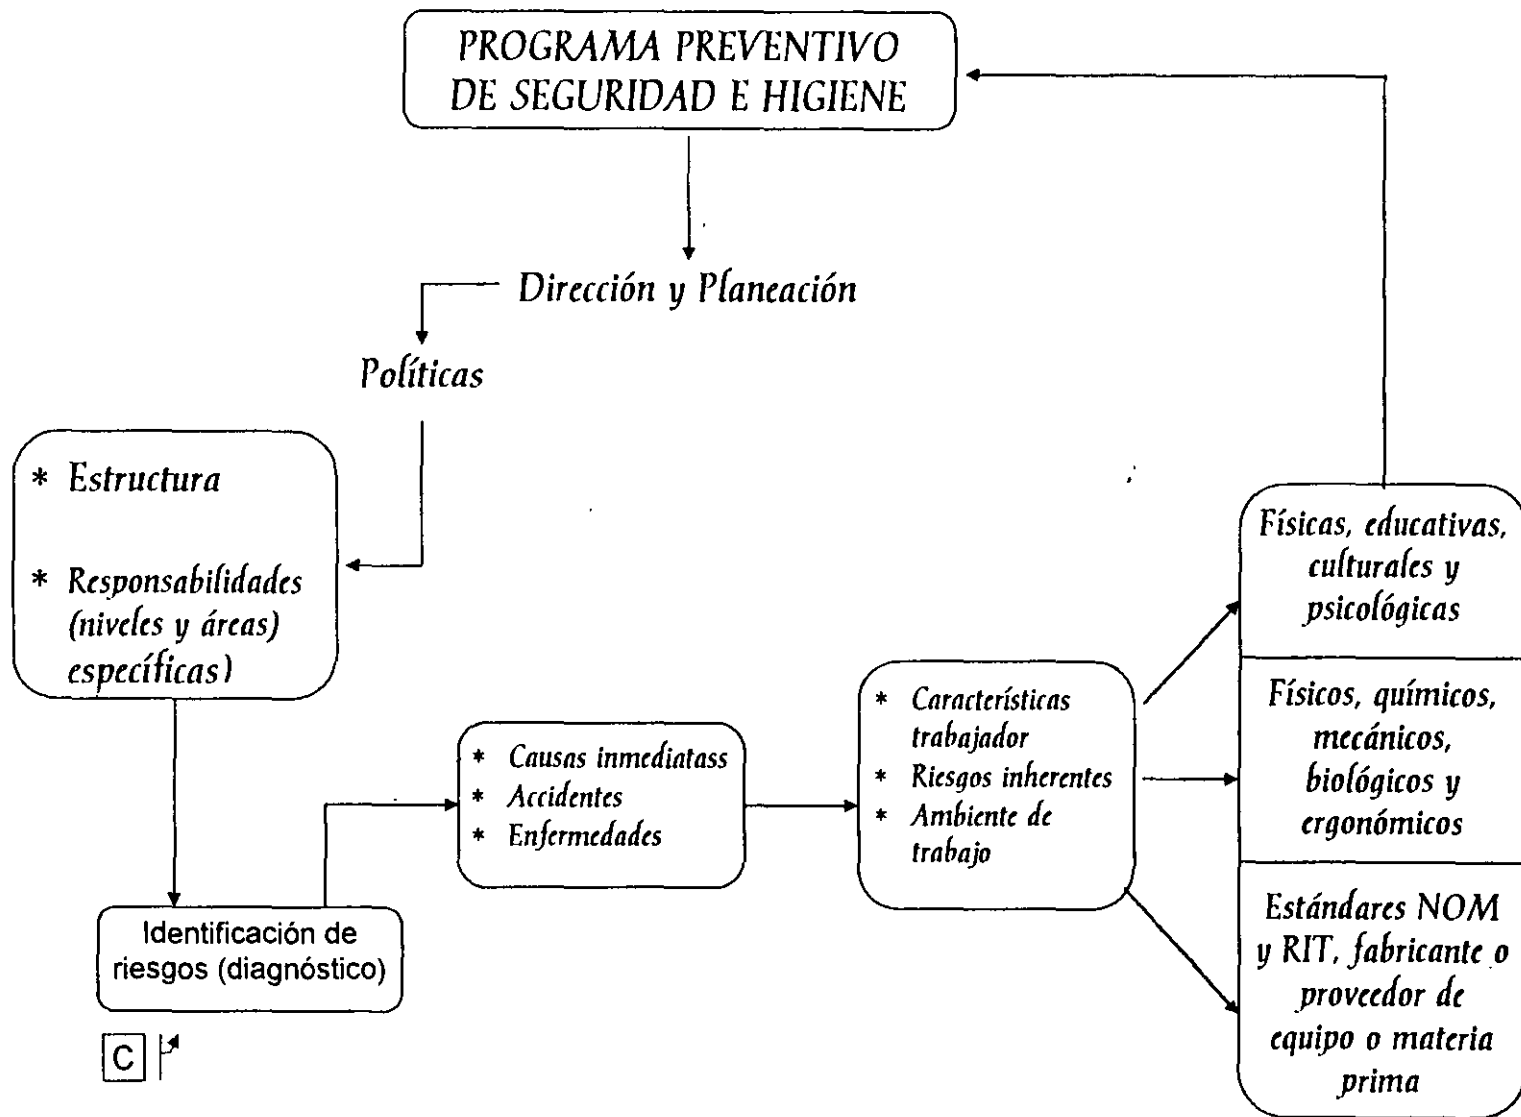 PROGRAMA PREVENTIVO
DE SEGURIDAD E HIGIENE
Dirección y Planeación
Políticas
* Estructura
* Responsabilidades
(niveles y áreas)
específicas)
Identificación de
riesgos (diagnóstico)
C
* Causas inmediatass
* Accidentes
* Enfermedades
* Características
trabajador
* Riesgos inherentes
* Ambiente de
trabajo
Físicas, educativas,
culturales y
psicológicas
Físicos, químicos,
mecánicos,
biológicos y
ergonómicos
Estándares NOM
y RIT, fabricante o
proveedor de
equipo o materia
prima